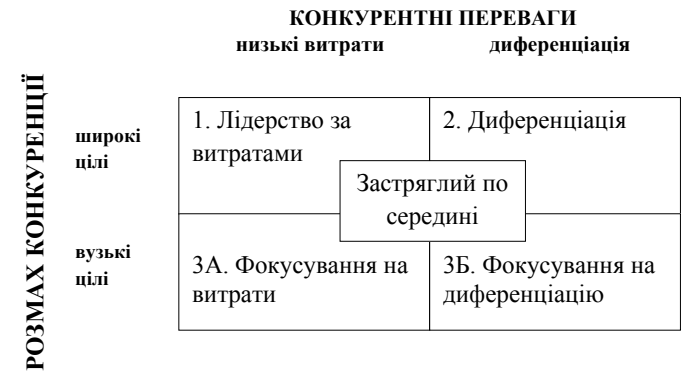 КОНКУРЕНТНІ ПЕРЕВАГИ
низькі витрати диференціація
РОЗМАХ КОНКУРЕНЦІЇ
широкі
цілі
1. Лідерство за
витратами
2. Диференціація
Застряглий по
середині
вузькі
цілі
3А. Фокусування на
витрати
3Б. Фокусування на
диференціацію